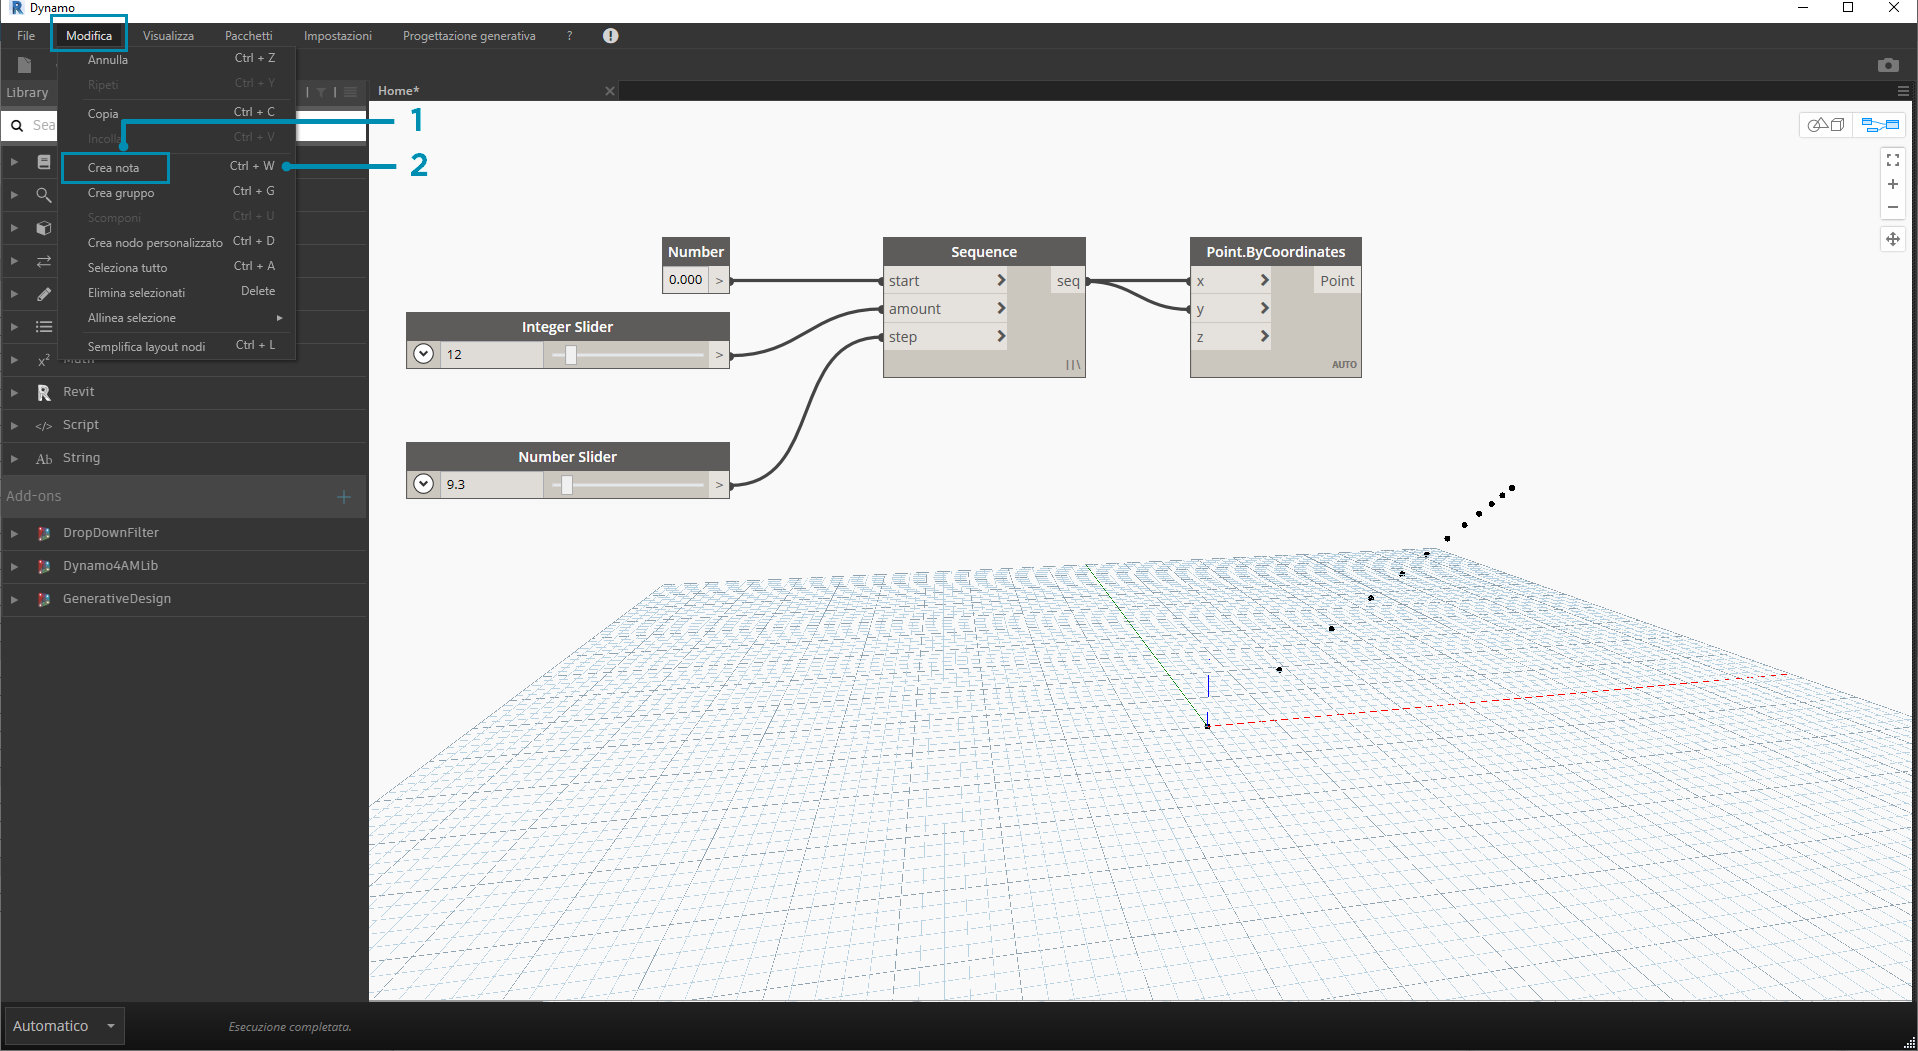 Dynamo
File Modifica Visualizza Pacchetti Impostazioni Progettazione generativa ?
Annulla Ctrl + Z
Ripeti Ctrl + Y
Copia Ctrl + C
Incolla Ctrl + V
Crea nota Ctrl + W
Crea gruppo Ctrl + G
Scomponi Ctrl + U
Crea nodo personalizzato Ctrl + D
Seleziona tutto Ctrl + A
Elimina selezionati Delete
Allinea selezione
Semplifica layout nodi Ctrl + L
1
2
Library
Sea
Math
Revit
Script
String
Add-ons
DropDownFilter
Dynamo4AMLib
GenerativeDesign
Home*
Number
0.000 >
Integer Slider
12 >
Number Slider
9.3 >
Sequence
start seq
amount
step
Point.ByCoordinates
x Point
y
z
AUTO
Automatico
Esecuzione completata.